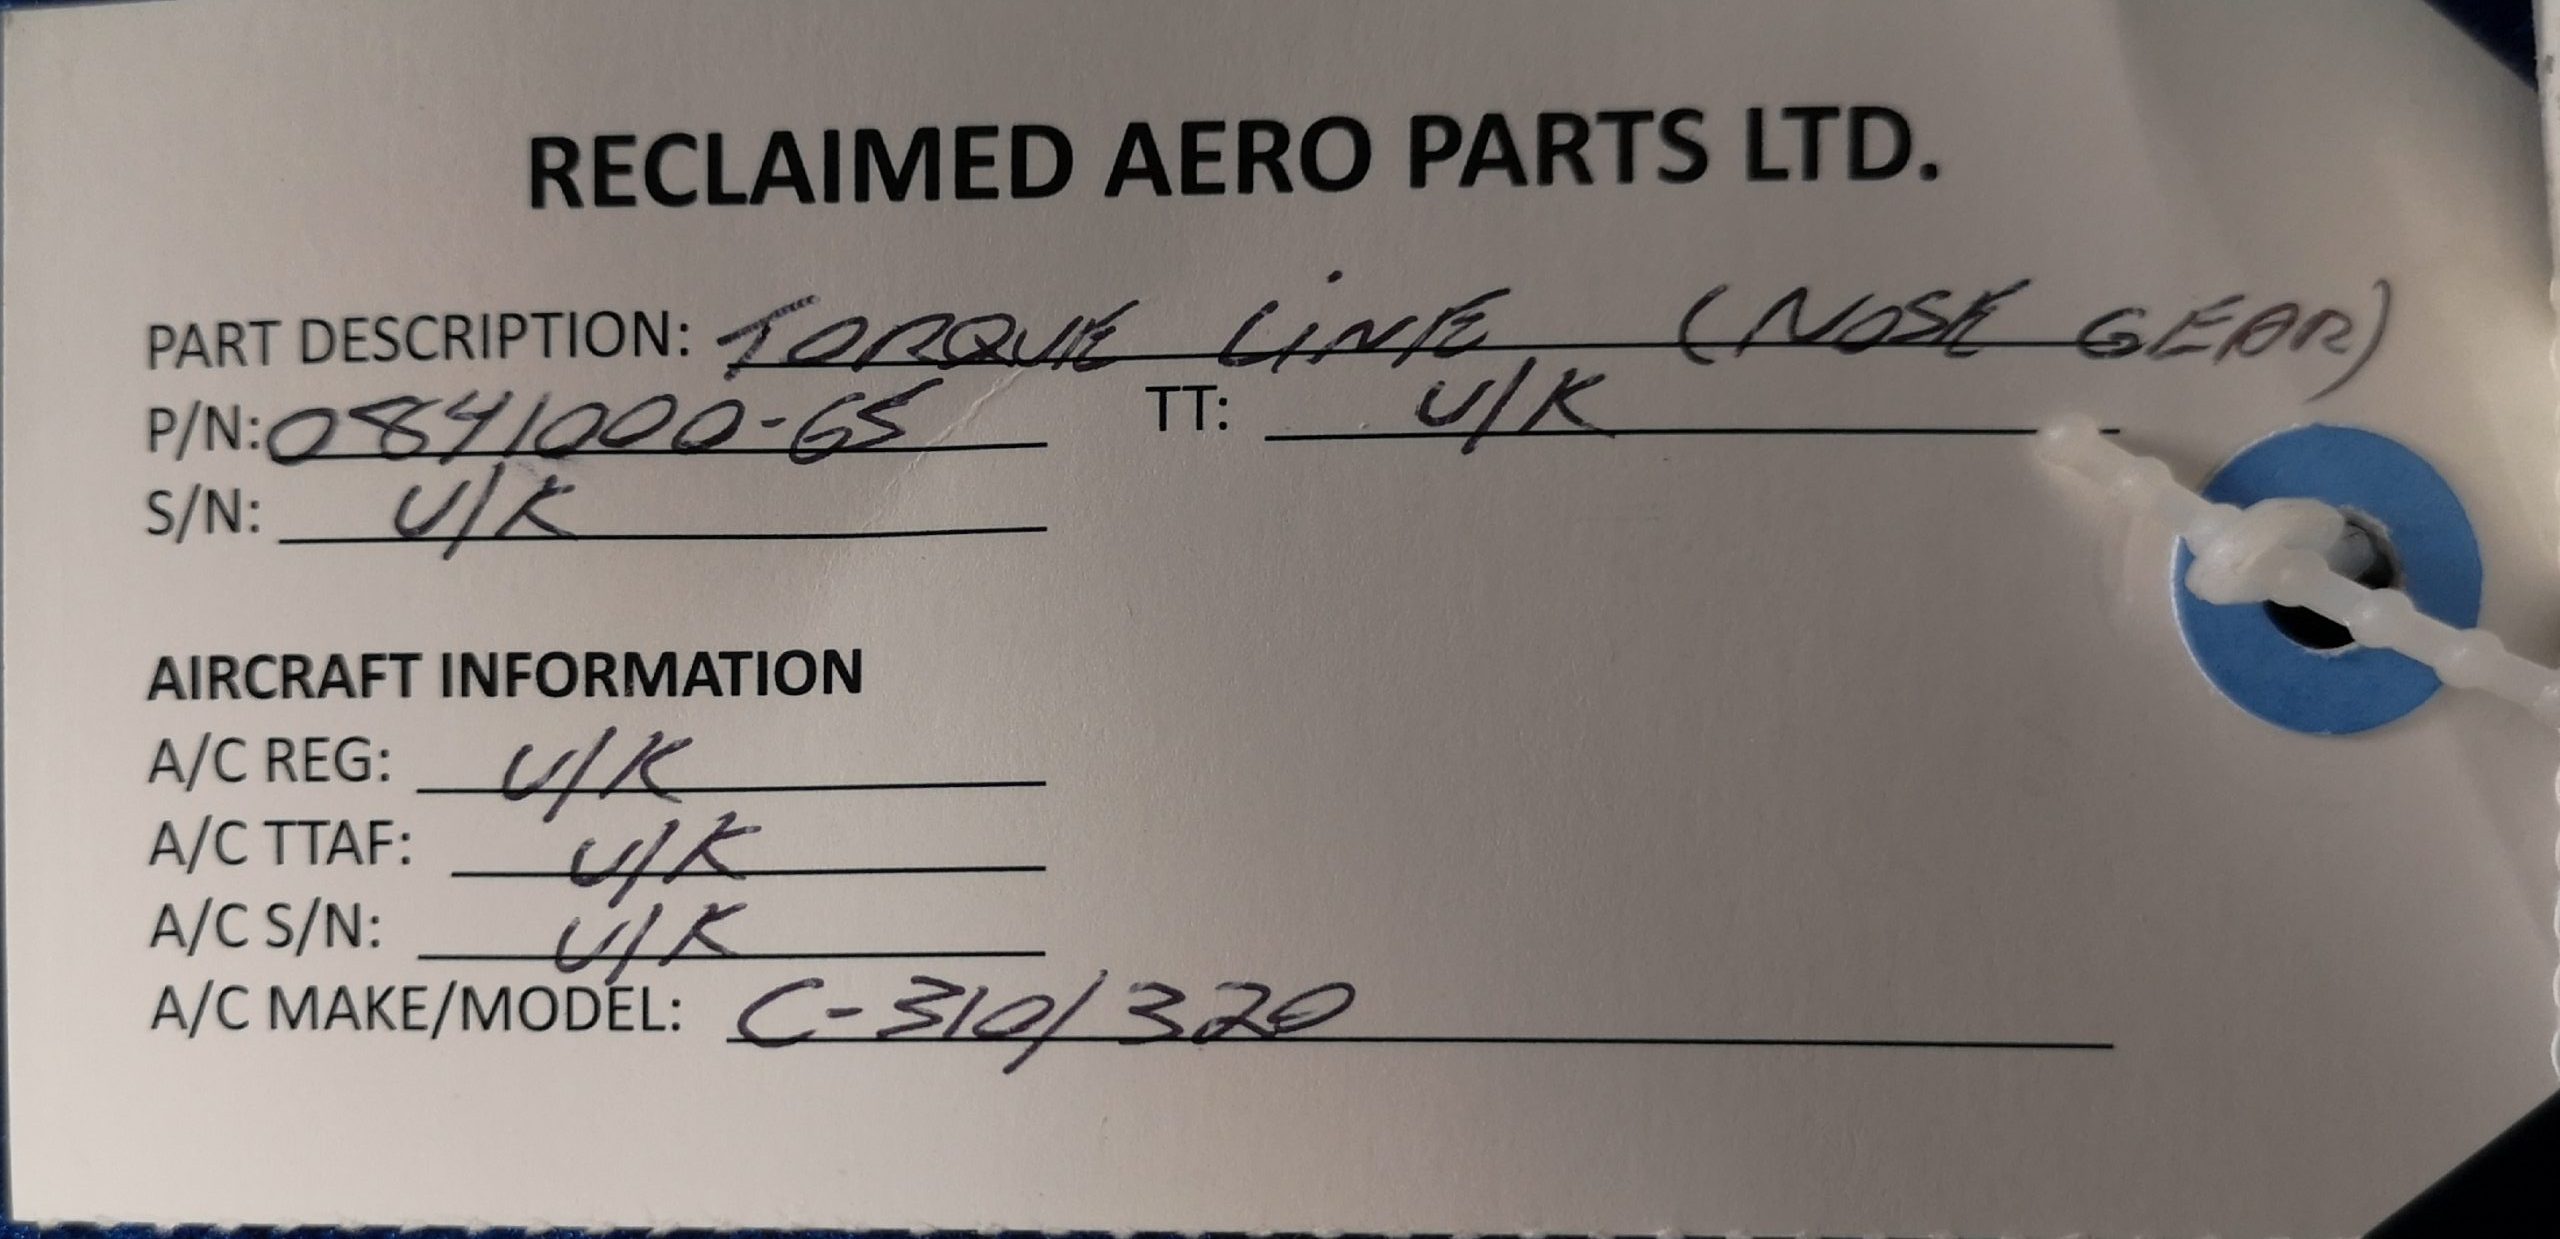 RECLAIMED AERO PARTS LTD.
PART DESCRIPTION: TORQUE LINK (NOSE GEAR)
P/N: 0841000-65 TT: U/K
S/N: U/K
AIRCRAFT INFORMATION
A/C REG: U/K
A/C TTAF: U/K
A/C S/N: U/K
A/C MAKE/MODEL: C-310/320